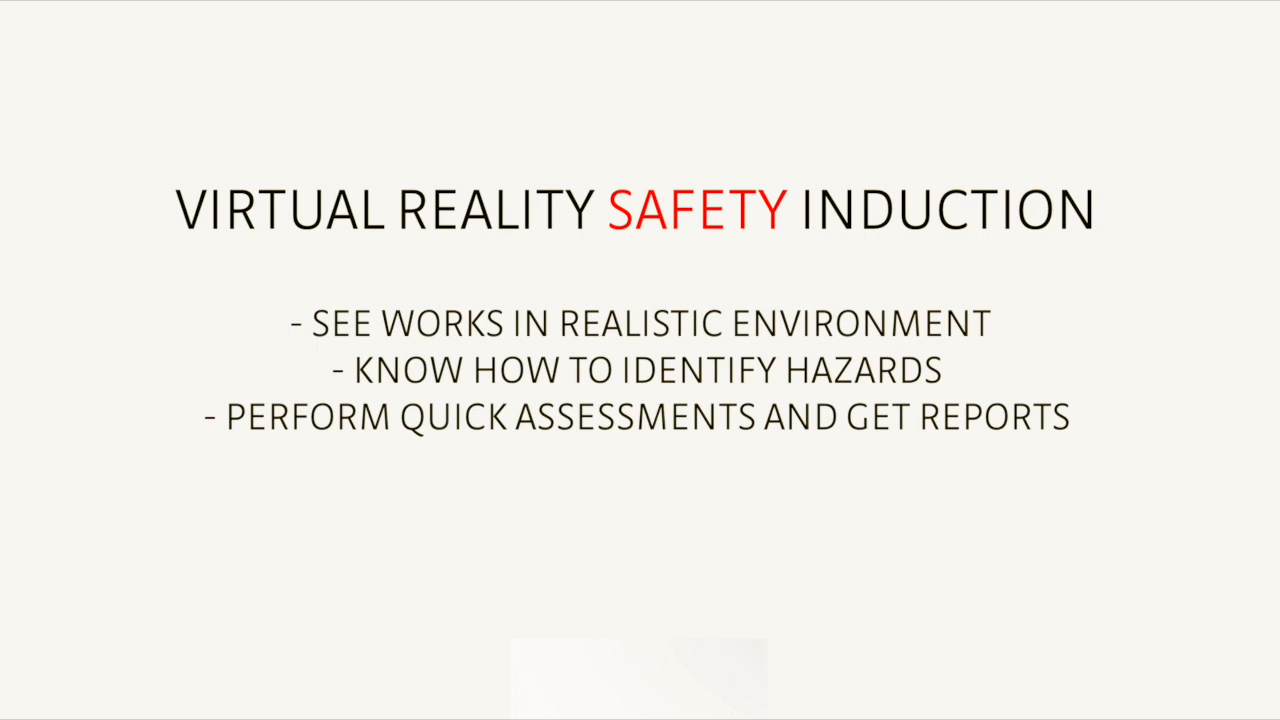 VIRTUAL REALITY SAFETY INDUCTION
- SEE WORKS IN REALISTIC ENVIRONMENT
- KNOW HOW TO IDENTIFY HAZARDS
- PERFORM QUICK ASSESSMENTS AND GET REPORTS